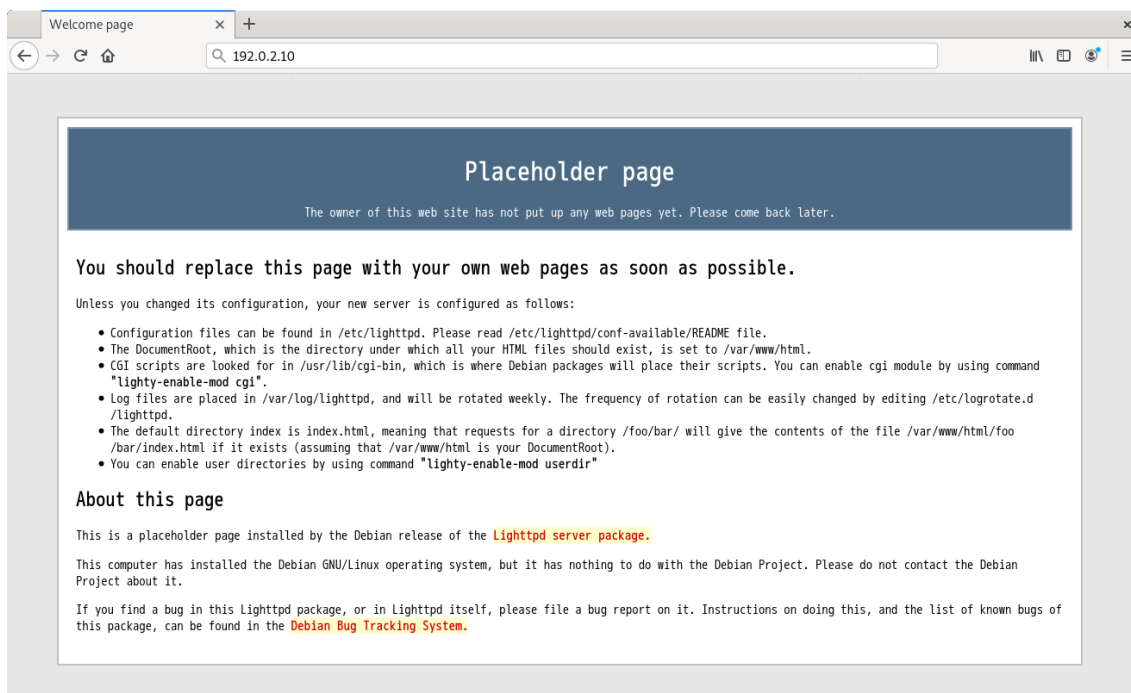 Welcome page
192.0.2.10
Placeholder page
The owner of this web site has not put up any web pages yet. Please come back later.
You should replace this page with your own web pages as soon as possible.
Unless you changed its configuration, your new server is configured as follows:
Configuration files can be found in /etc/lighttpd. Please read /etc/lighttpd/conf-available/README file.
The DocumentRoot, which is the directory under which all your HTML files should exist, is set to /var/www/html.
CGI scripts are looked for in /usr/lib/cgi-bin, which is where Debian packages will place their scripts. You can enable cgi module by using command
"lighty-enable-mod cgi".
Log files are placed in /var/log/lighttpd, and will be rotated weekly. The frequency of rotation can be easily changed by editing /etc/logrotate.d
/lighttpd.
The default directory index is index.html, meaning that requests for a directory /foo/bar/ will give the contents of the file /var/www/html/foo
/bar/index.html if it exists (assuming that /var/www/html is your DocumentRoot).
You can enable user directories by using command "lighty-enable-mod userdir"
About this page
This is a placeholder page installed by the Debian release of the Lighttpd server package.
This computer has installed the Debian GNU/Linux operating system, but it has nothing to do with the Debian Project. Please do not contact the Debian
Project about it.
If you find a bug in this Lighttpd package, or in Lighttpd itself, please file a bug report on it. Instructions on doing this, and the list of known bugs of
this package, can be found in the Debian Bug Tracking System.